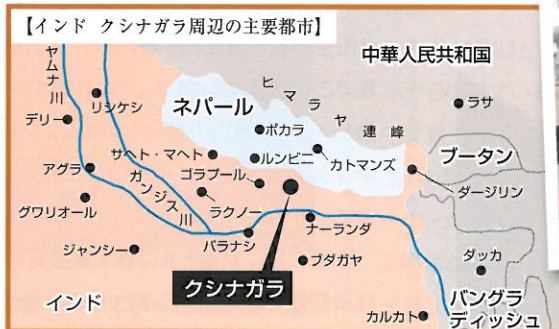 【インド クシナガラ周辺の主要都市】
中華人民共和国
ヤムナ川
リシケシ
デリー
ネパール
ヒマラヤ連峰
ラサ
ポカラ
サヘト・マヘト
ルンビニ
カトマンズ
ブータン
アグラ
ガンジス川
ゴラプール
ダージリン
グワリオール
ラクノー
ナーランダ
ジャンシー
バラナシ
ブダガヤ
ダッカ
クシナガラ
インド
カルカト
バングラ
ディッシュ